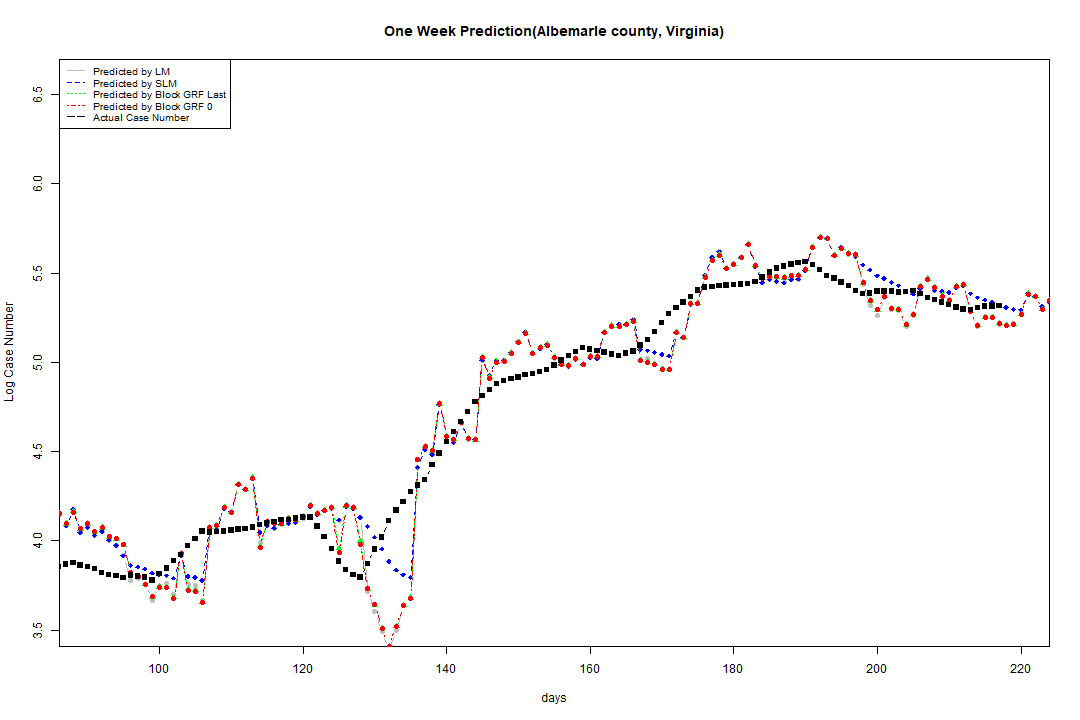 One Week Prediction(Albemarle county, Virginia)
Predicted by LM
Predicted by SLM
Predicted by Block GRF Last
Predicted by Block GRF 0
Actual Case Number
6.5
6.0
5.5
5.0
4.5
4.0
3.5
Log Case Number
100 120 140 160 180 200 220
days